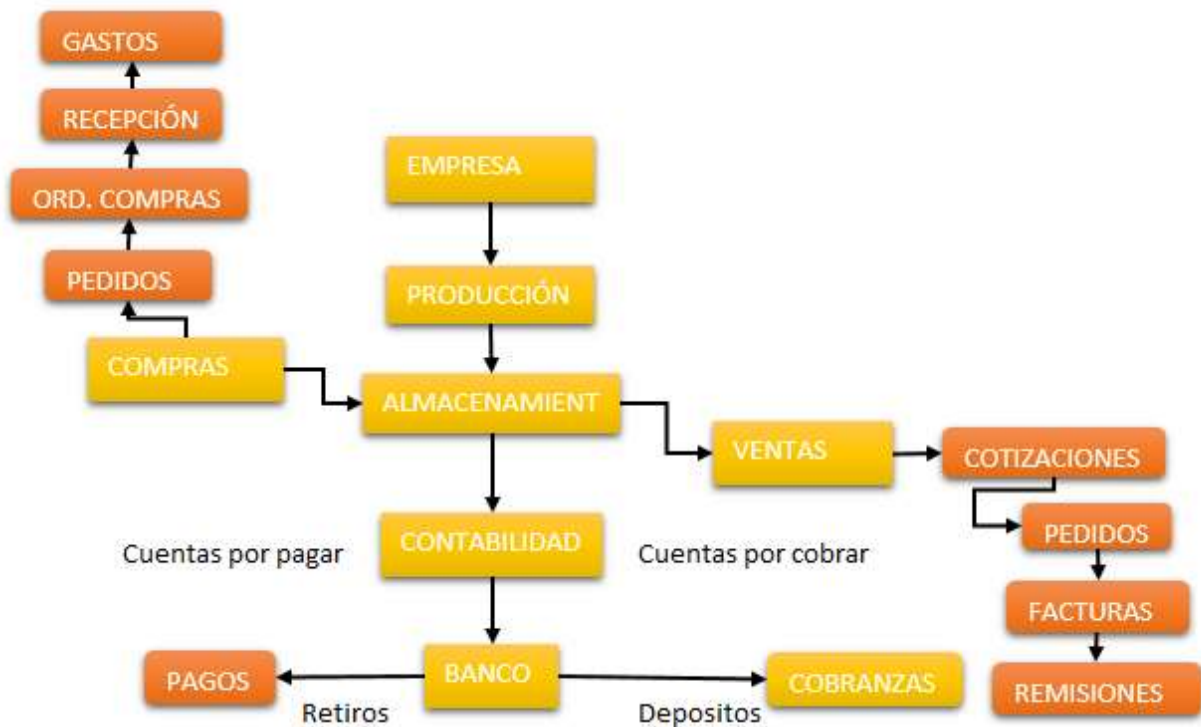 GASTOS
RECEPCIÓN
ORD. COMPRAS
PEDIDOS
COMPRAS
EMPRESA
PRODUCCIÓN
ALMACENAMIENT
VENTAS
COTIZACIONES
PEDIDOS
FACTURAS
REMISIONES
Cuentas por pagar
CONTABILIDAD
Cuentas por cobrar
PAGOS
Retiros
BANCO
Depositos
COBRANZAS